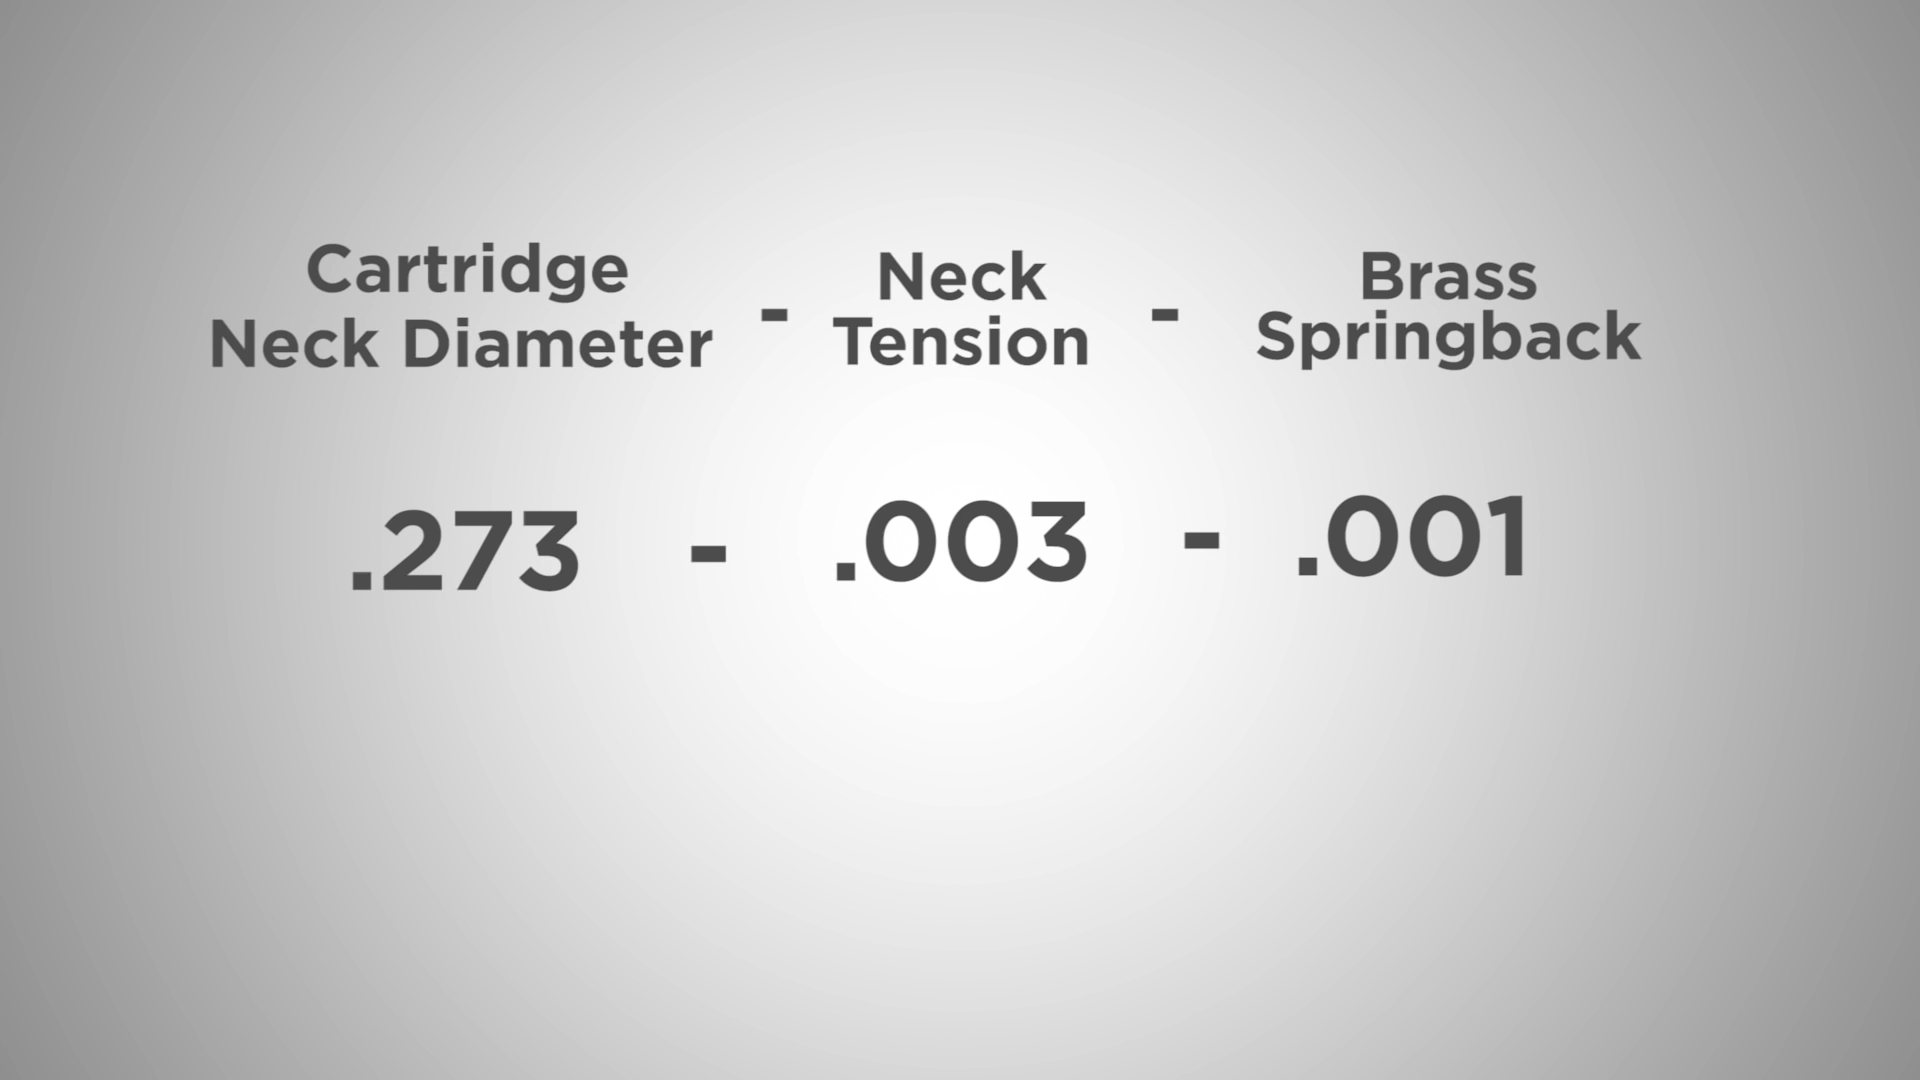 Cartridge
Neck Diameter
-
Neck
Tension
-
Brass
Springback
.273 - .003 - .001